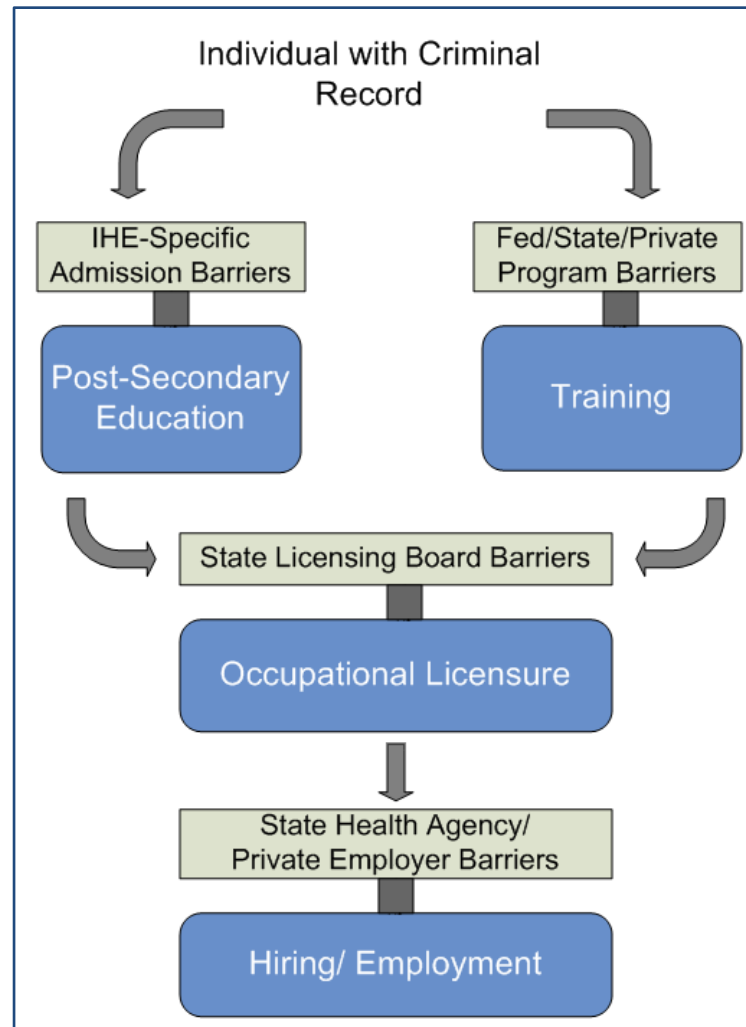 Individual with Criminal
Record
IHE-Specific
Admission Barriers
Fed/State/Private
Program Barriers
Post-Secondary
Education
Training
State Licensing Board Barriers
Occupational Licensure
State Health Agency/
Private Employer Barriers
Hiring/ Employment